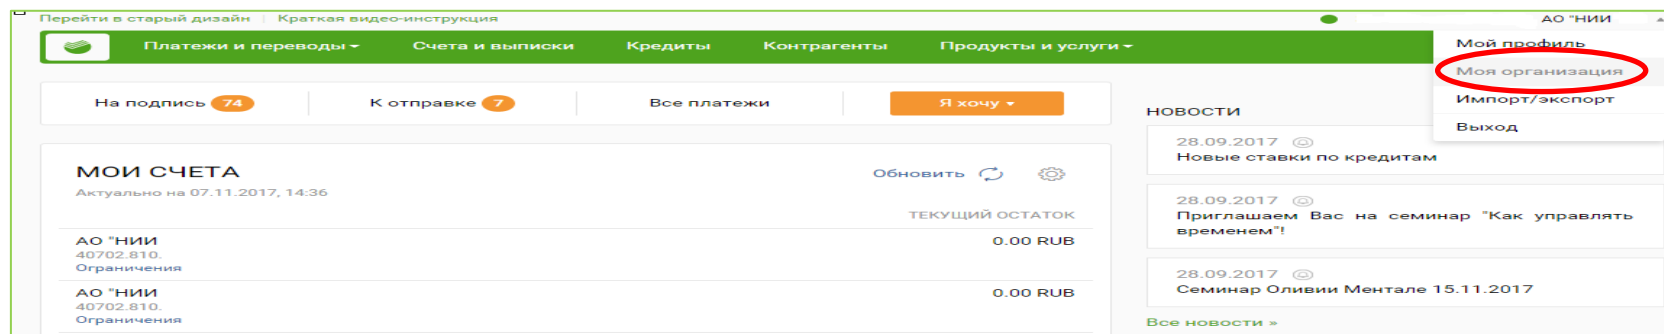 Перейти в старый дизайн | Краткая видео-инструкция
АО "НИИ
Платежи и переводы
Счета и выписки
Кредиты
Контрагенты
Продукты и услуги
Мой профиль
Моя организация
Импорт/экспорт
Выход
На подпись 74
К отправке 7
Все платежи
Я хочу
МОИ СЧЕТА
Актуально на 07.11.2017, 14:36
Обновить
ТЕКУЩИЙ ОСТАТОК
АО "НИИ
0.00 RUB
40702.810.
Ограничения
АО "НИИ
0.00 RUB
40702.810.
Ограничения
НОВОСТИ
28.09.2017
Новые ставки по кредитам
28.09.2017
Приглашаем Вас на семинар "Как управлять
временем"!
28.09.2017
Семинар Оливии Ментале 15.11.2017
Все новости »